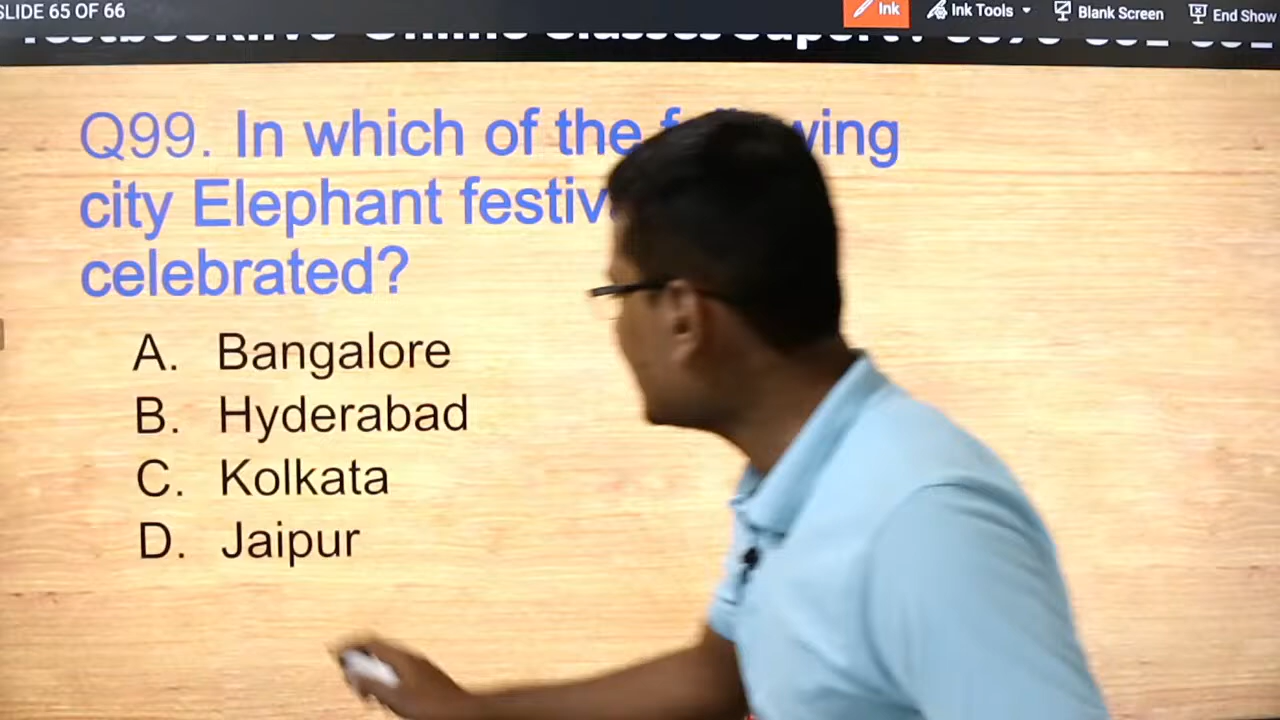 SLIDE 65 OF 66
Ink
Ink Tools
Blank Screen
End Show
Q99. In which of the
city Elephant
celebrated?
A. Bangalore
B. Hyderabad
C. Kolkata
D. Jaipur